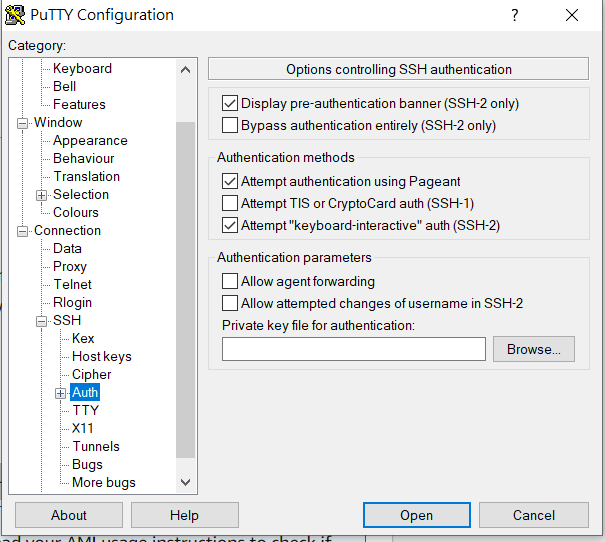 PuTTY Configuration
?
Category:
Keyboard
Bell
Features
Window
Appearance
Behaviour
Translation
Selection
Colours
Connection
Data
Proxy
Telnet
Rlogin
SSH
Kex
Host keys
Cipher
Auth
TTY
X11
Tunnels
Bugs
More bugs
Options controlling SSH authentication
Display pre-authentication banner (SSH-2 only)
Bypass authentication entirely (SSH-2 only)
Authentication methods
Attempt authentication using Pageant
Attempt TIS or CryptoCard auth (SSH-1)
Attempt "keyboard-interactive" auth (SSH-2)
Authentication parameters
Allow agent forwarding
Allow attempted changes of username in SSH-2
Private key file for authentication:
Browse...
About
Help
Open
Cancel
your AMI usage instructions to check if